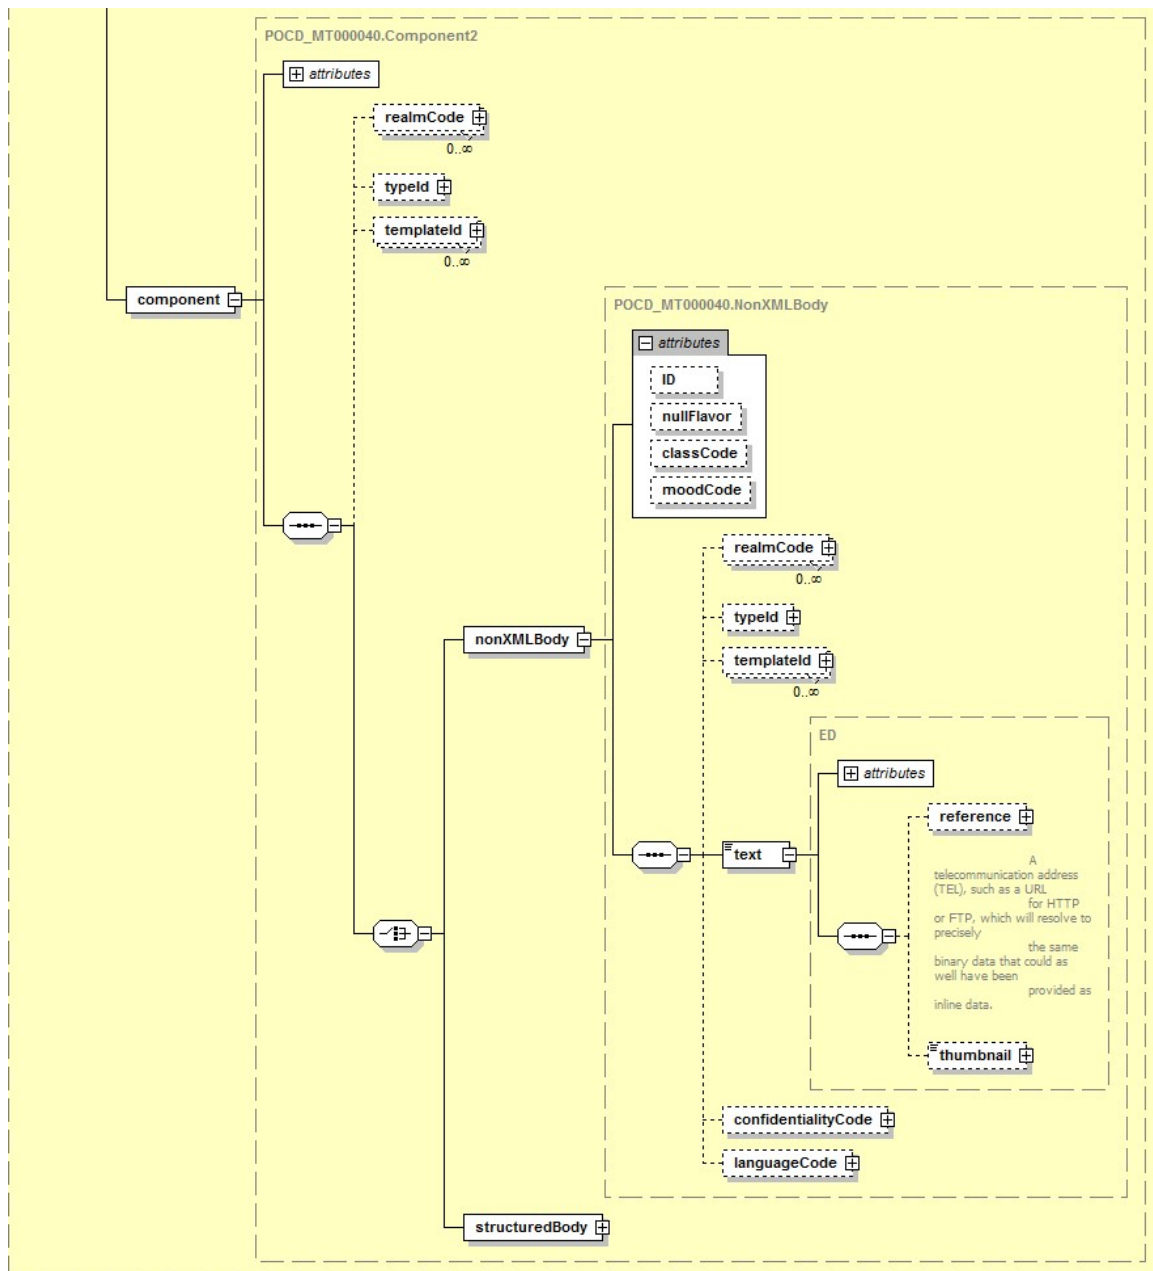 POCD_MT000040.Component2
attributes
realmCode
0..∞
typeId
templateId
0..∞
component
POCD_MT000040.NonXMLBody
attributes
ID
nullFlavor
classCode
moodCode
realmCode
0..∞
nonXMLBody
typeId
templateId
0..∞
ED
attributes
reference
text
A
telecommunication address
(TEL), such as a URL
for HTTP
or FTP, which will resolve to
precisely
the same
binary data that could as
well have been
provided as
inline data.
thumbnail
confidentialityCode
languageCode
structuredBody